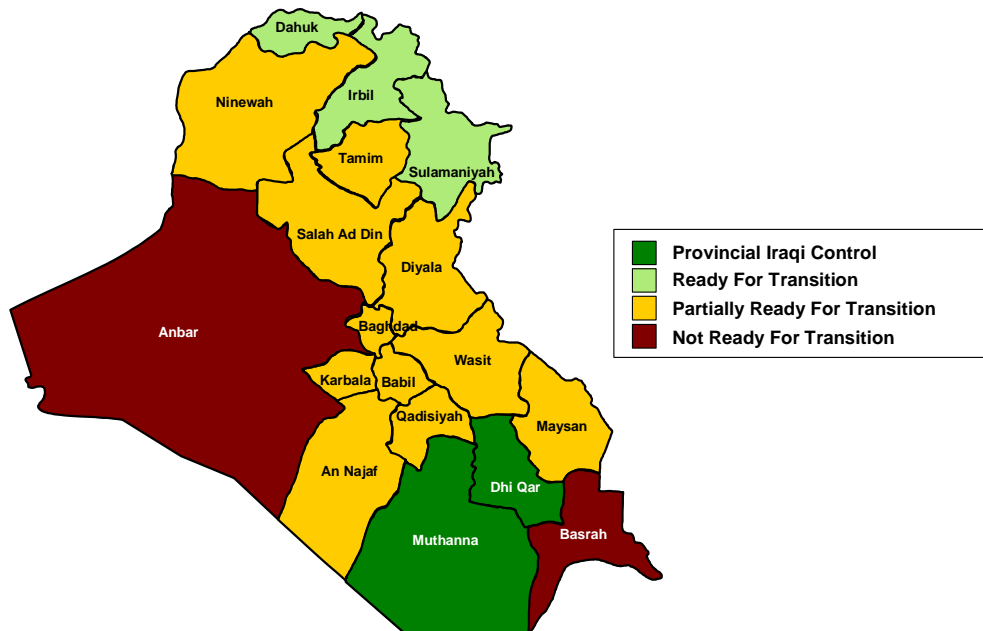 Dahuk
Ninewah
Irbil
Tamim
Sulamaniyah
Salah Ad Din
Diyala
Anbar
Baghdad
Wasit
Karbala
Babil
Qadisiyah
Maysan
An Najaf
Dhi Qar
Muthanna
Basrah
Provincial Iraqi Control
Ready For Transition
Partially Ready For Transition
Not Ready For Transition